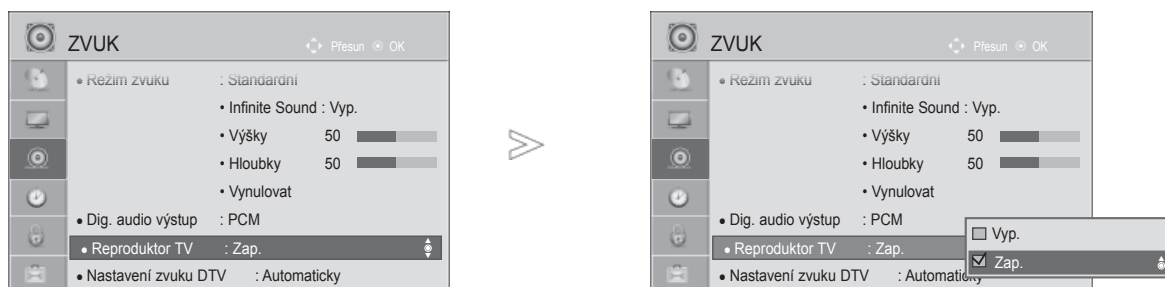 ZVUK
Přesun OK
• Režim zvuku : Standardní
• Infinite Sound : Vyp.
• Výšky 50
• Hloubky 50
• Vynulovat
• Dig. audio výstup : PCM
• Reproduktor TV : Zap.
• Nastavení zvuku DTV : Automaticky
ZVUK
Přesun OK
• Režim zvuku : Standardní
• Infinite Sound : Vyp.
• Výšky 50
• Hloubky 50
• Vynulovat
• Dig. audio výstup : PCM
• Reproduktor TV : Zap.
• Nastavení zvuku DTV : Automaticky
Vyp.
Zap.